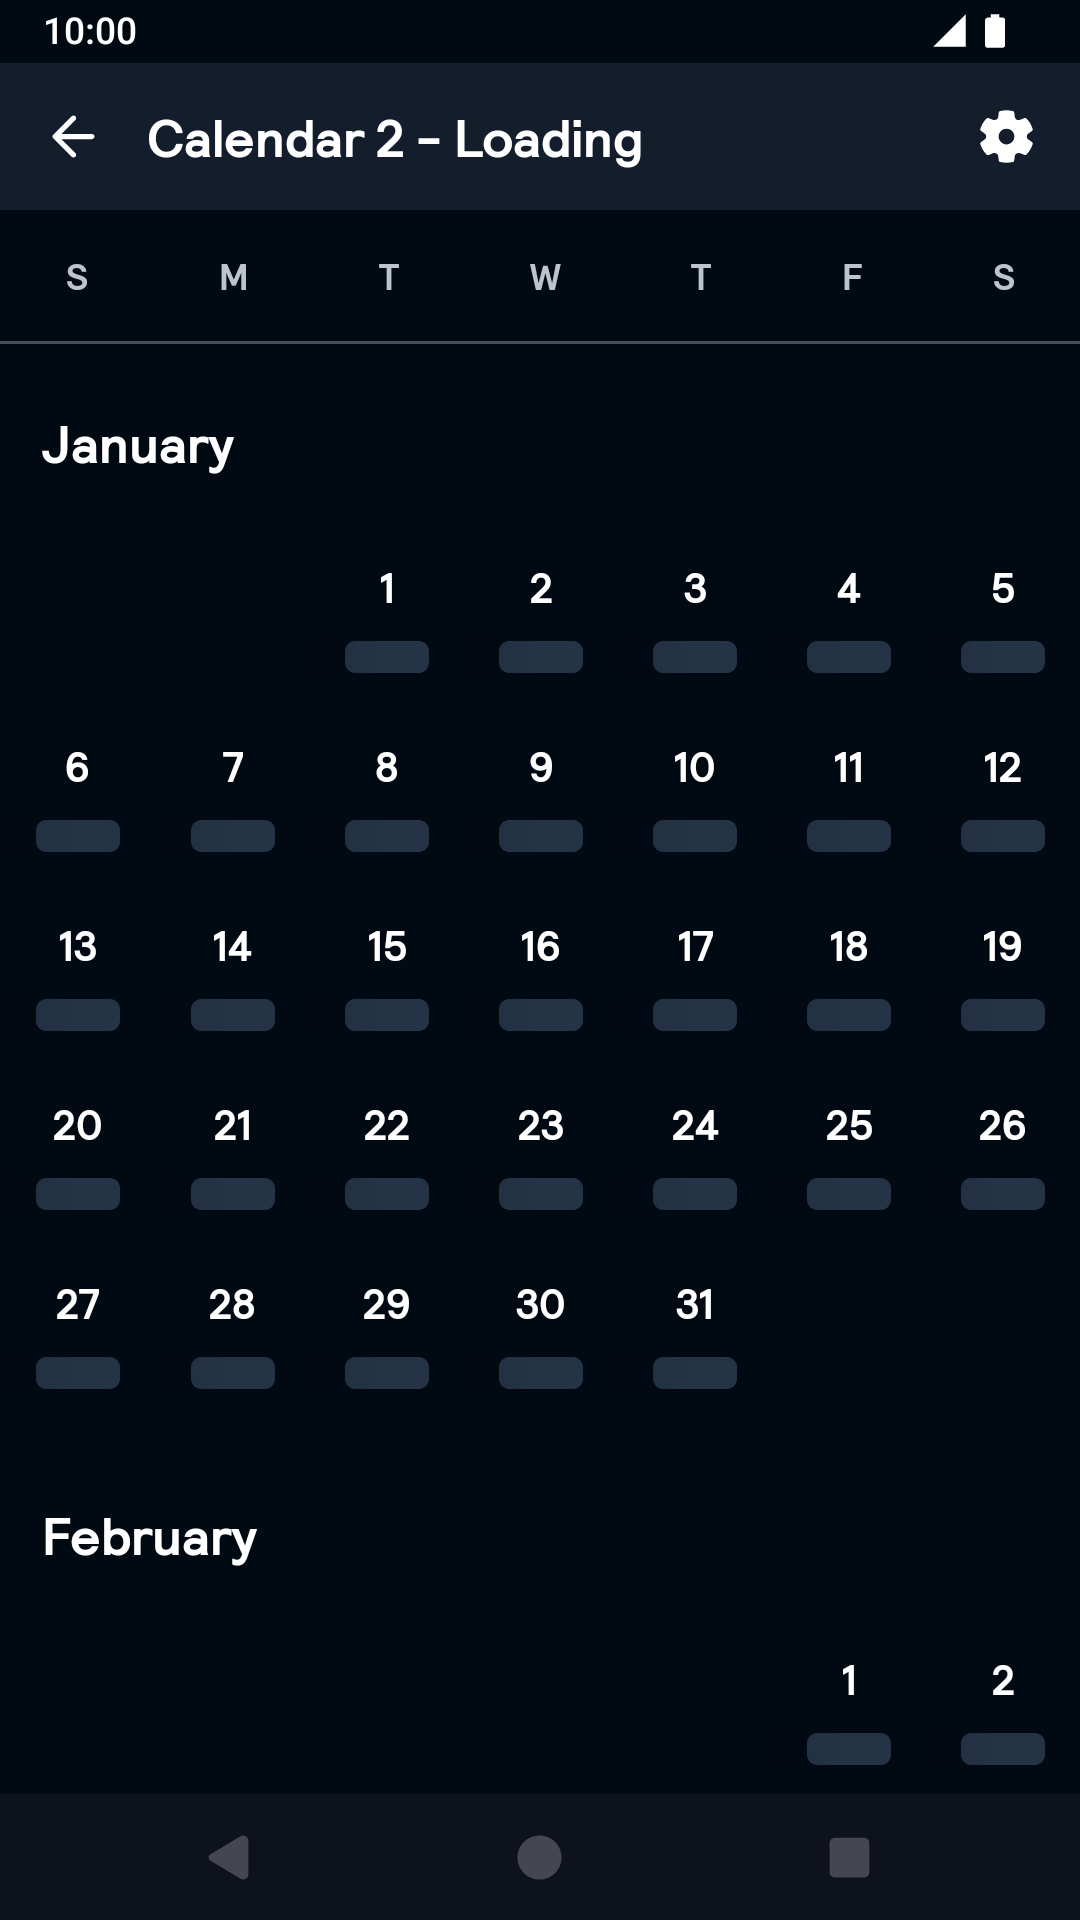 10:00
Calendar 2 – Loading
S M T W T F S
January
1 2 3 4 5
6 7 8 9 10 11 12
13 14 15 16 17 18 19
20 21 22 23 24 25 26
27 28 29 30 31
February
1 2